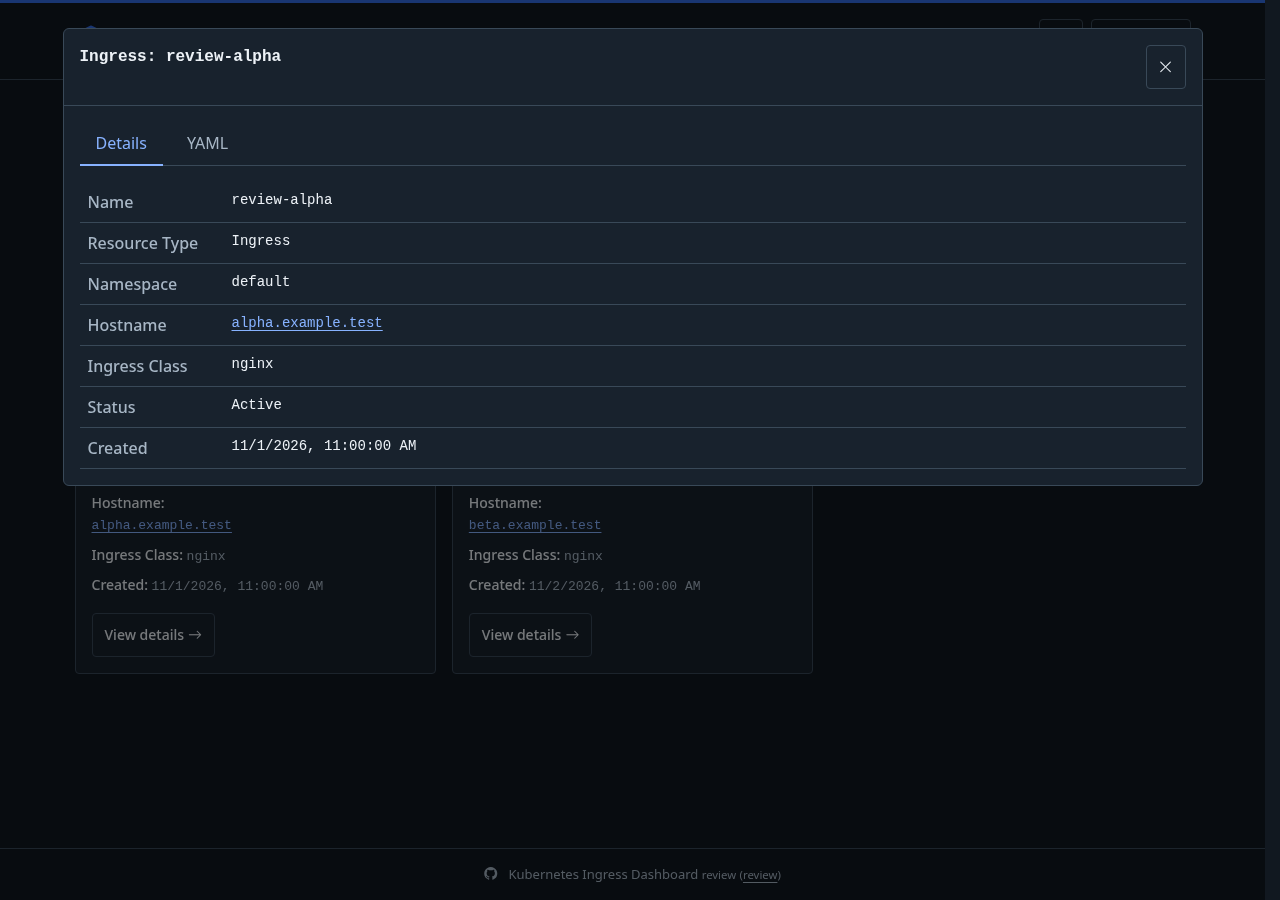 Ingress: review-alpha
Details YAML
Name review-alpha
Resource Type Ingress
Namespace default
Hostname alpha.example.test
Ingress Class nginx
Status Active
Created 11/1/2026, 11:00:00 AM
Hostname:
alpha.example.test
Ingress Class: nginx
Created: 11/1/2026, 11:00:00 AM
View details →
Hostname:
beta.example.test
Ingress Class: nginx
Created: 11/2/2026, 11:00:00 AM
View details →
Kubernetes Ingress Dashboard review (review)